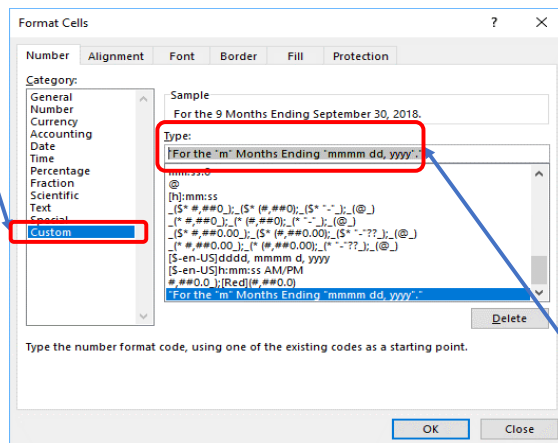 Format Cells ? ×
Number Alignment Font Border Fill Protection
Category:
General
Number
Currency
Accounting
Date
Time
Percentage
Fraction
Scientific
Text
Special
Custom
Sample
For the 9 Months Ending September 30, 2018.
Type:
"For the "m" Months Ending "mmmm dd, yyyy"."
mm:ss.0
@
[h]:mm:ss
_($* #,##0_);_($* (#,##0);_($* "-"_);_(@_)
_(* #,##0_);_(* (#,##0);_(* "-"_);_(@_)
_($* #,##0.00_);_($* (#,##0.00);_($* "-"??_);_(@_)
_(* #,##0.00_);_(* (#,##0.00);_(* "-"??_);_(@_)
[$-en-US]dddd, mmmm d, yyyy
[$-en-US]h:mm:ss AM/PM
#,##0.0_);[Red](#,##0.0)
"For the "m" Months Ending "mmmm dd, yyyy"."
Delete
Type the number format code, using one of the existing codes as a starting point.
OK Close